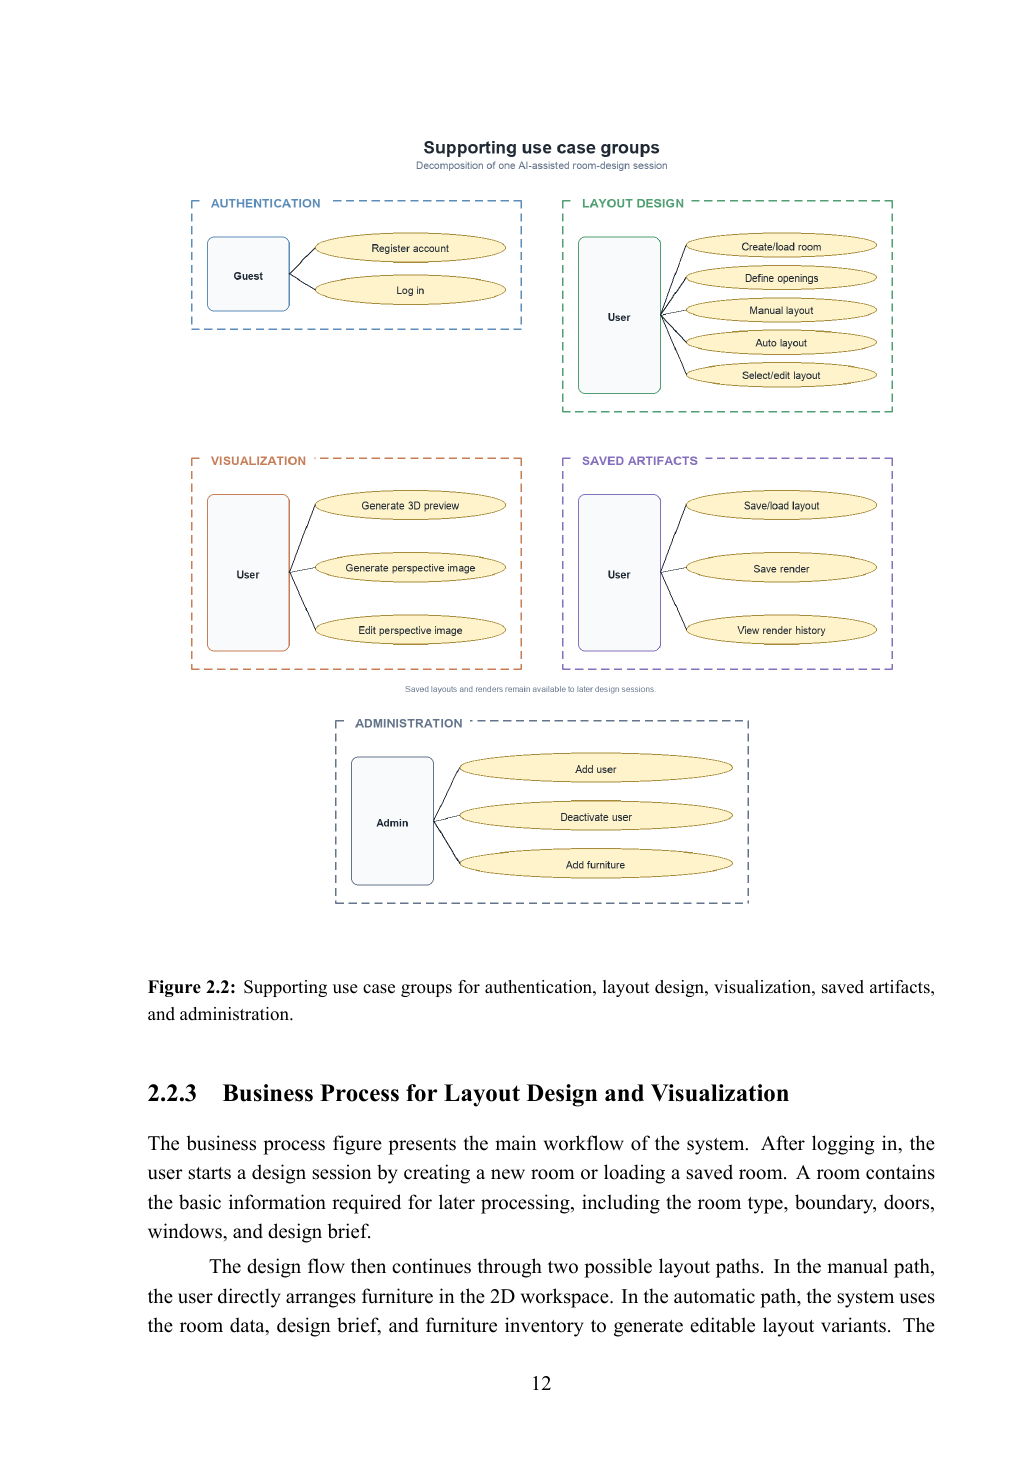 Supporting use case groups
Decomposition of one AI-assisted room-design session
AUTHENTICATION
Guest
Register account
Log in
LAYOUT DESIGN
User
Create/load room
Define openings
Manual layout
Auto layout
Select/edit layout
VISUALIZATION
User
Generate 3D preview
Generate perspective image
Edit perspective image
SAVED ARTIFACTS
User
Save/load layout
Save render
View render history
Saved layouts and renders remain available to later design sessions.
ADMINISTRATION
Admin
Add user
Deactivate user
Add furniture
Figure 2.2: Supporting use case groups for authentication, layout design, visualization, saved artifacts,
and administration.
2.2.3 Business Process for Layout Design and Visualization
The business process figure presents the main workflow of the system. After logging in, the
user starts a design session by creating a new room or loading a saved room. A room contains
the basic information required for later processing, including the room type, boundary, doors,
windows, and design brief.
The design flow then continues through two possible layout paths. In the manual path,
the user directly arranges furniture in the 2D workspace. In the automatic path, the system uses
the room data, design brief, and furniture inventory to generate editable layout variants. The
12